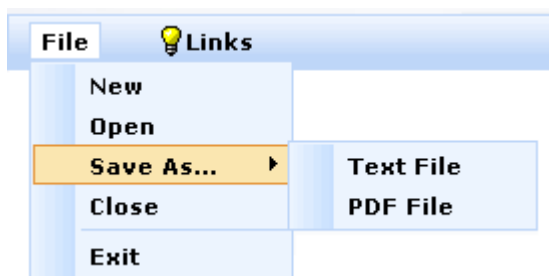 File Links
New
Open
Save As...
Text File
Close
PDF File
Exit